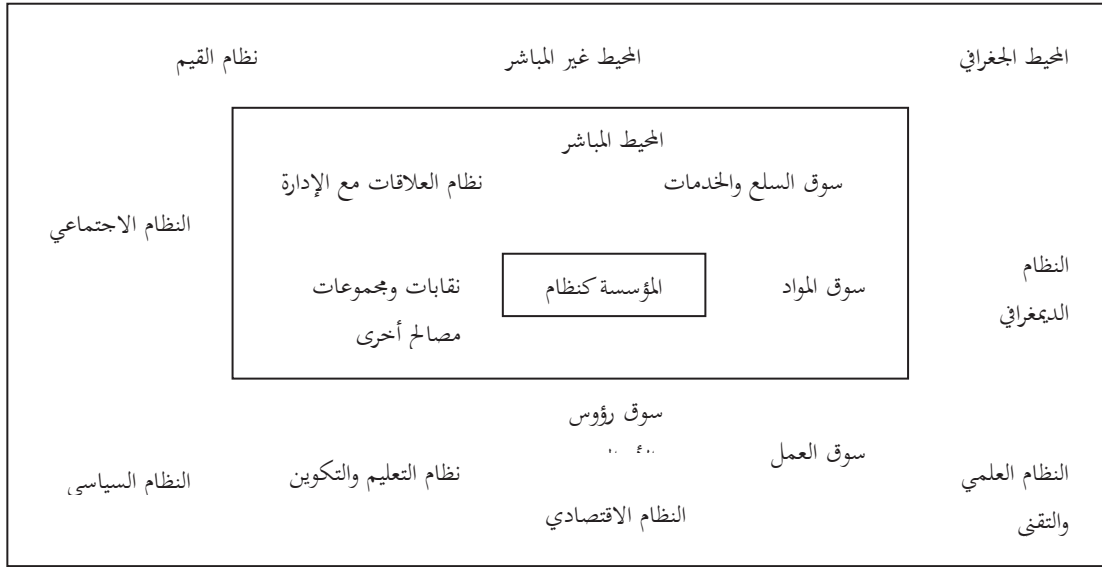 المحيط الجغرافي
المحيط غير المباشر
نظام القيم
المحيط المباشر
سوق السلع والخدمات
نظام العلاقات مع الإدارة
النظام الاجتماعي
النظام
الديمغرافي
سوق المواد
المؤسسة كنظام
نقابات ومجموعات
مصالح أخرى
سوق رؤوس
سوق العمل
نظام التعليم والتكوين
النظام السياسي
النظام العلمي
والتقني
النظام الاقتصادي